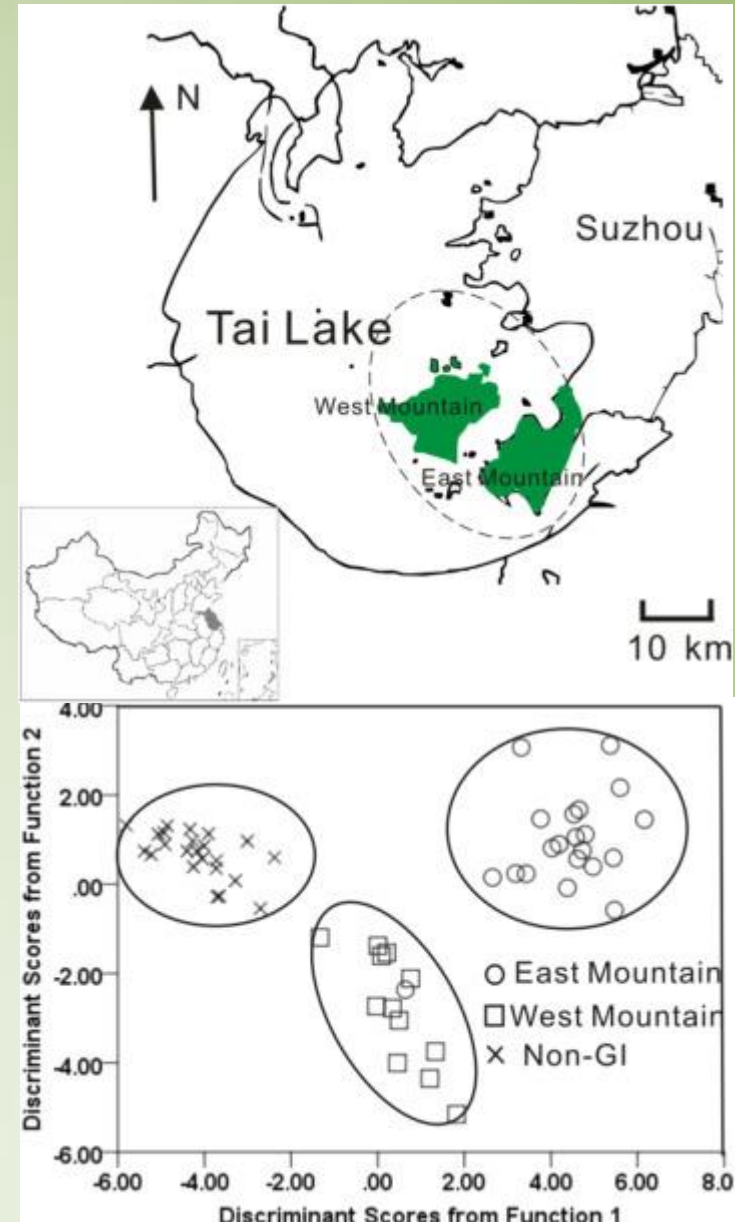 N
Suzhou
Tai Lake
West Mountain
East Mountain
10 km
4.00
2.00
.00
-2.00
-4.00
-6.00
Discriminant Scores from Function 2
East Mountain
West Mountain
Non-GI
-6.00 -4.00 -2.00 .00 2.00 4.00 6.00 8.0
Discriminant Scores from Function 1